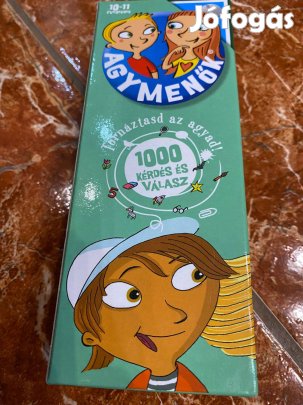 Jófogás
10-11
AGYMENŐK
Tornáztasd az agyad!
1000
KÉRDÉS ÉS
VÁLASZ